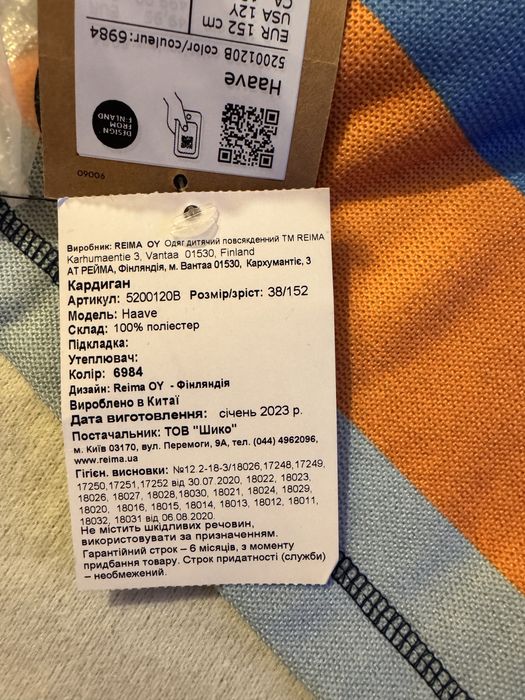 EUR 152 cm
USA 12Y
5200120B color/couleur:6984
Haave
DESIGN
FROM
FINLAND
09006
Виробник: REIMA OY Одяг дитячий повсякденний ТМ REIMA
Karhumaentie 3, Vantaa 01530, Finland
АТ РЕЙМА, Фінляндія, м. Вантаа 01530, Кархумантіє, 3
Кардиган
Артикул: 5200120B Розмір/зріст: 38/152
Модель: Haave
Склад: 100% поліестер
Підкладка:
Утеплювач:
Колір: 6984
Дизайн: Reima OY - Фінляндія
Вироблено в Китаї
Дата виготовлення: січень 2023 р.
Постачальник: ТОВ "Шико"
м. Київ 03170, вул. Перемоги, 9А, тел. (044) 4962096,
www.reima.ua
Гігієн. висновки: №12.2-18-3/18026,17248,17249,
17250,17251,17252 від 30.07.2020, 18022, 18023,
18026, 18027, 18028,18030, 18021, 18024, 18029,
18020, 18016, 18015, 18014, 18013, 18012, 18011,
18032, 18031 від 06.08.2020
Не містить шкідливих речовин,
використовувати за призначенням.
Гарантійний строк – 6 місяців, з моменту
придбання товару. Строк придатності (служби)
– необмежений.